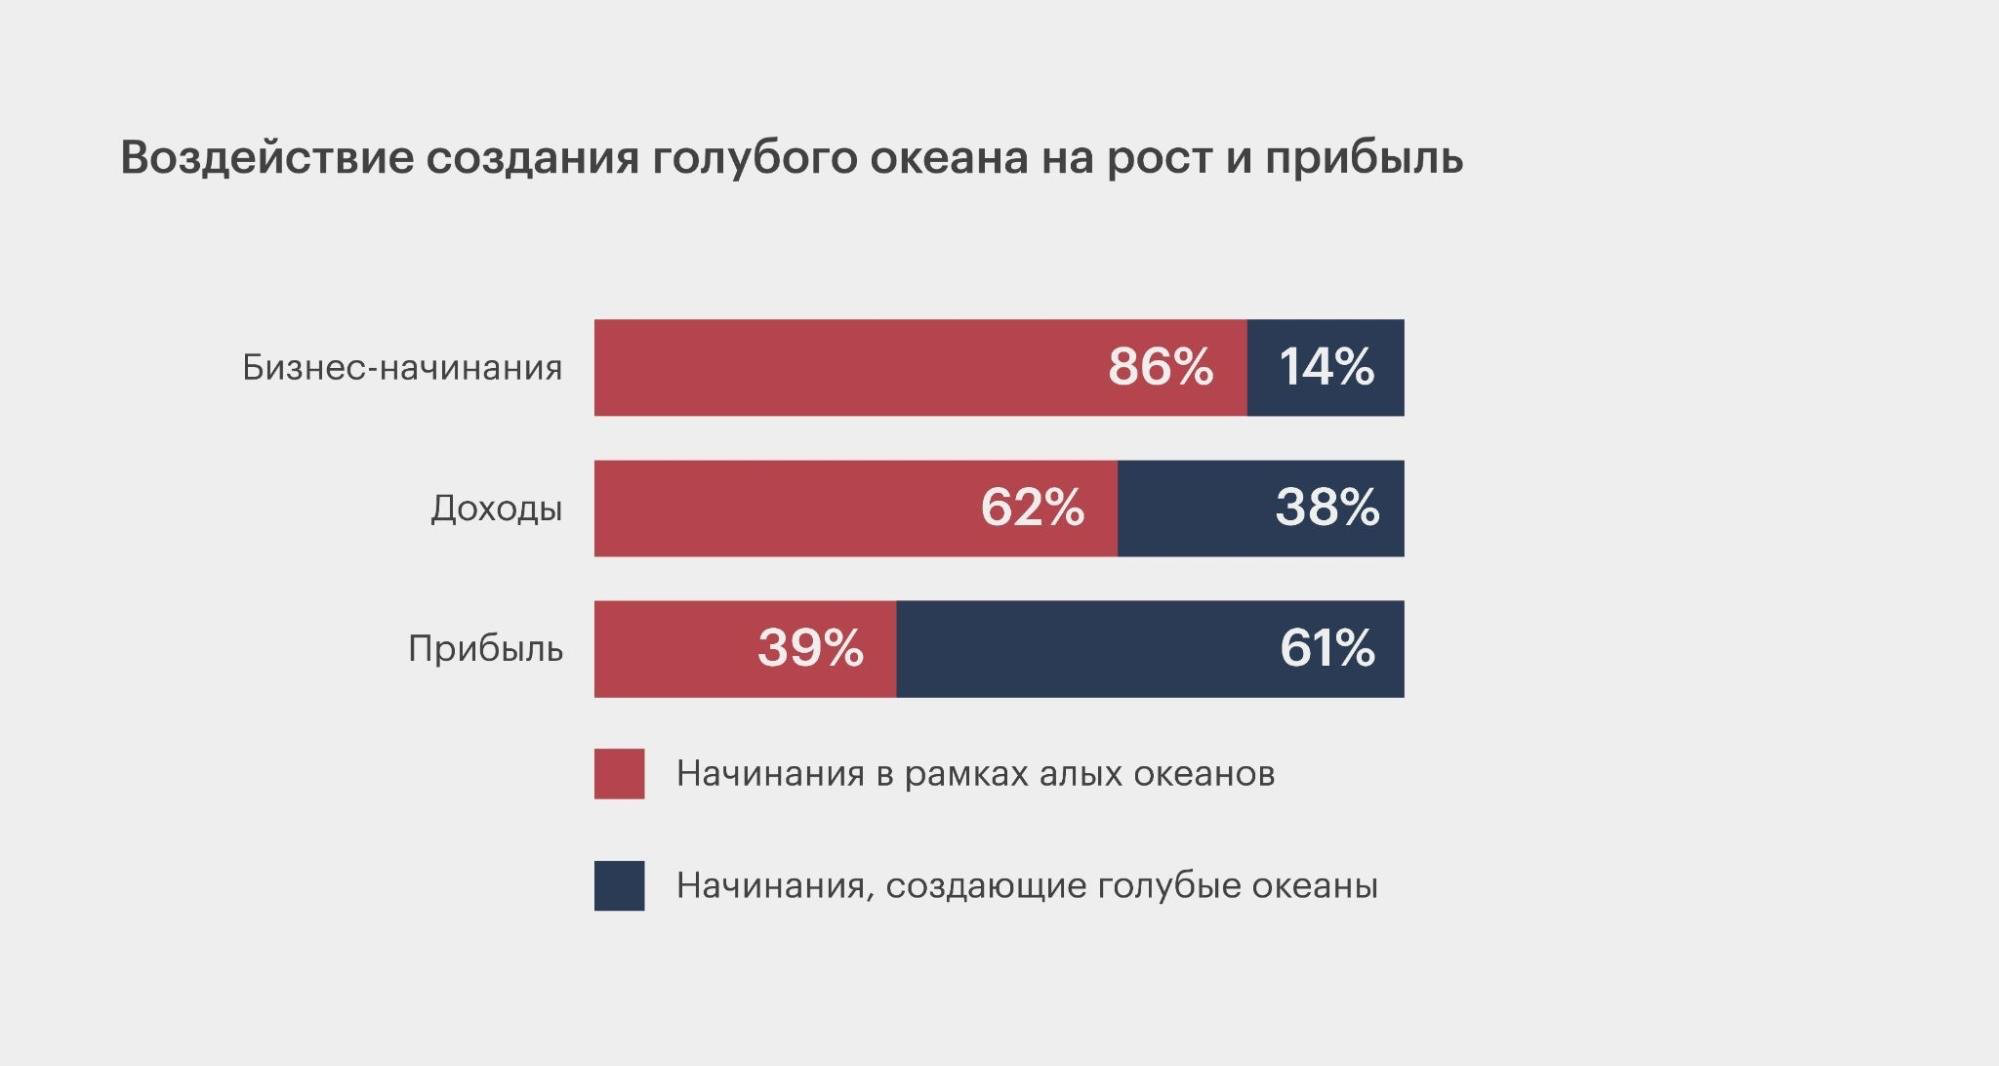 Воздействие создания голубого океана на рост и прибыль
Бизнес-начинания 86% 14%
Доходы 62% 38%
Прибыль 39% 61%
Начинания в рамках алых океанов
Начинания, создающие голубые океаны